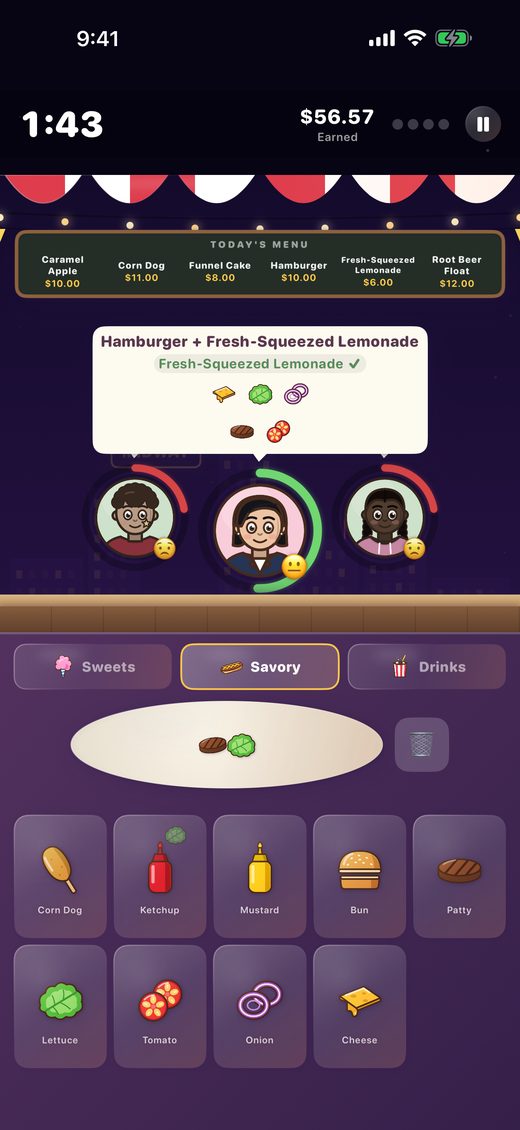 9:41
1:43
$56.57
Earned
TODAY'S MENU
Caramel Apple
$10.00
Corn Dog
$11.00
Funnel Cake
$8.00
Hamburger
$10.00
Fresh-Squeezed Lemonade
$6.00
Root Beer Float
$12.00
Hamburger + Fresh-Squeezed Lemonade
Fresh-Squeezed Lemonade ✓
Sweets
Savory
Drinks
Corn Dog
Ketchup
Mustard
Bun
Patty
Lettuce
Tomato
Onion
Cheese